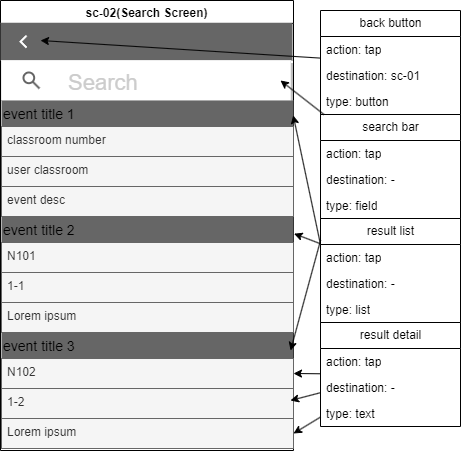 sc-02(Search Screen)
Search
event title 1
classroom number
user classroom
event desc
event title 2
N101
1-1
Lorem ipsum
event title 3
N102
1-2
Lorem ipsum
back button
action: tap
destination: sc-01
type: button
search bar
action: tap
destination: -
type: field
result list
action: tap
destination: -
type: list
result detail
action: tap
destination: -
type: text